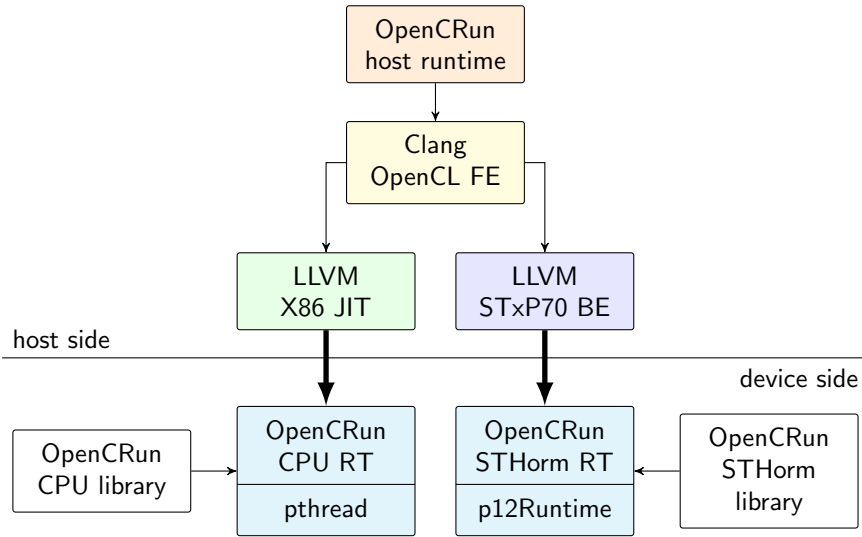 OpenCRun
host runtime
Clang
OpenCL FE
LLVM
X86 JIT
LLVM
STxP70 BE
host side
device side
OpenCRun
CPU library
OpenCRun
CPU RT
pthread
OpenCRun
STHorm RT
p12Runtime
OpenCRun
STHorm
library